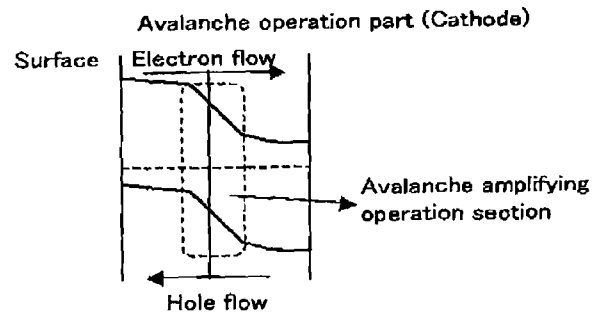 Avalanche operation part (Cathode)
Surface
Electron flow
Avalanche amplifying
operation section
Hole flow